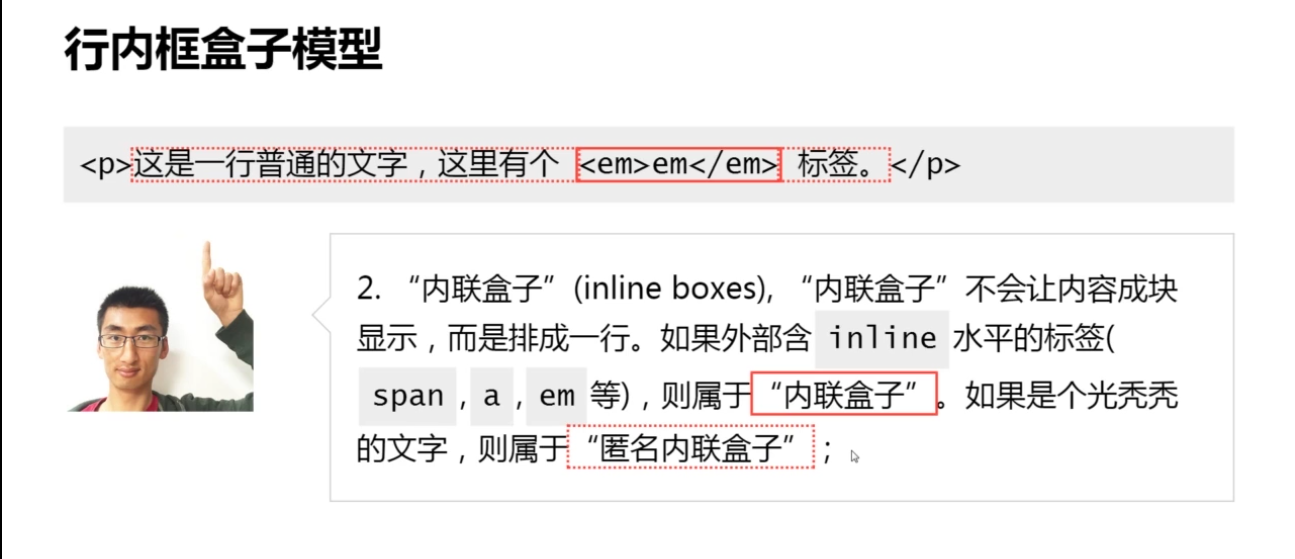 行内框盒子模型
<p>这是一行普通的文字，这里有个 <em>em</em> 标签。</p>
2. “内联盒子”(inline boxes), “内联盒子”不会让内容成块
显示，而是排成一行。如果外部含 inline 水平的标签(
span , a , em 等)，则属于“内联盒子”。如果是个光秃秃
的文字，则属于“匿名内联盒子”；